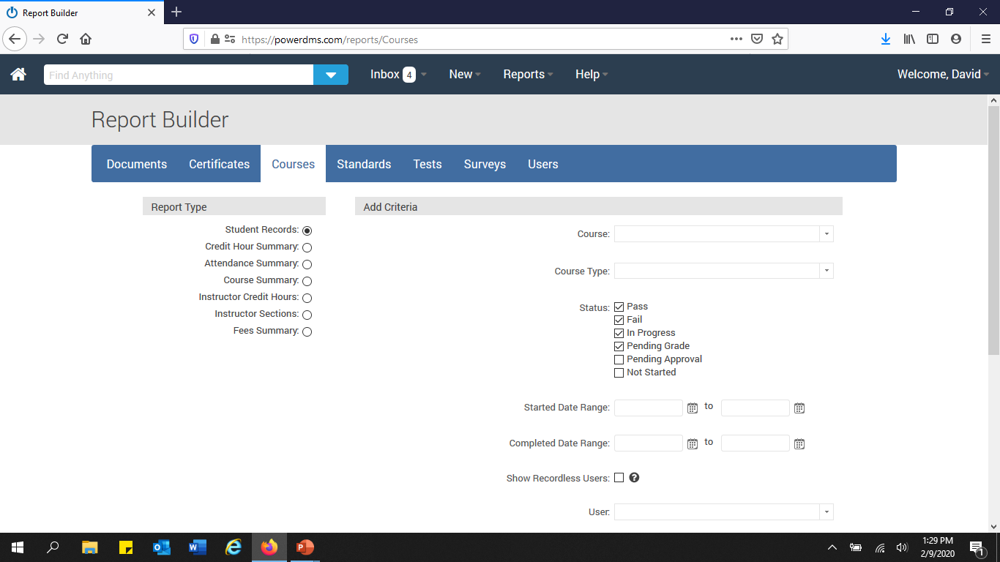 Report Builder
https://powerdms.com/reports/Courses
Find Anything
Inbox 4
New
Reports
Help
Welcome, David
Report Builder
Documents
Certificates
Courses
Standards
Tests
Surveys
Users
Report Type
Student Records:
Credit Hour Summary:
Attendance Summary:
Course Summary:
Instructor Credit Hours:
Instructor Sections:
Fees Summary:
Add Criteria
Course:
Course Type:
Status:
Pass
Fail
In Progress
Pending Grade
Pending Approval
Not Started
Started Date Range:
to
Completed Date Range:
to
Show Recordless Users:
?
User:
1:29 PM
2/9/2020
1